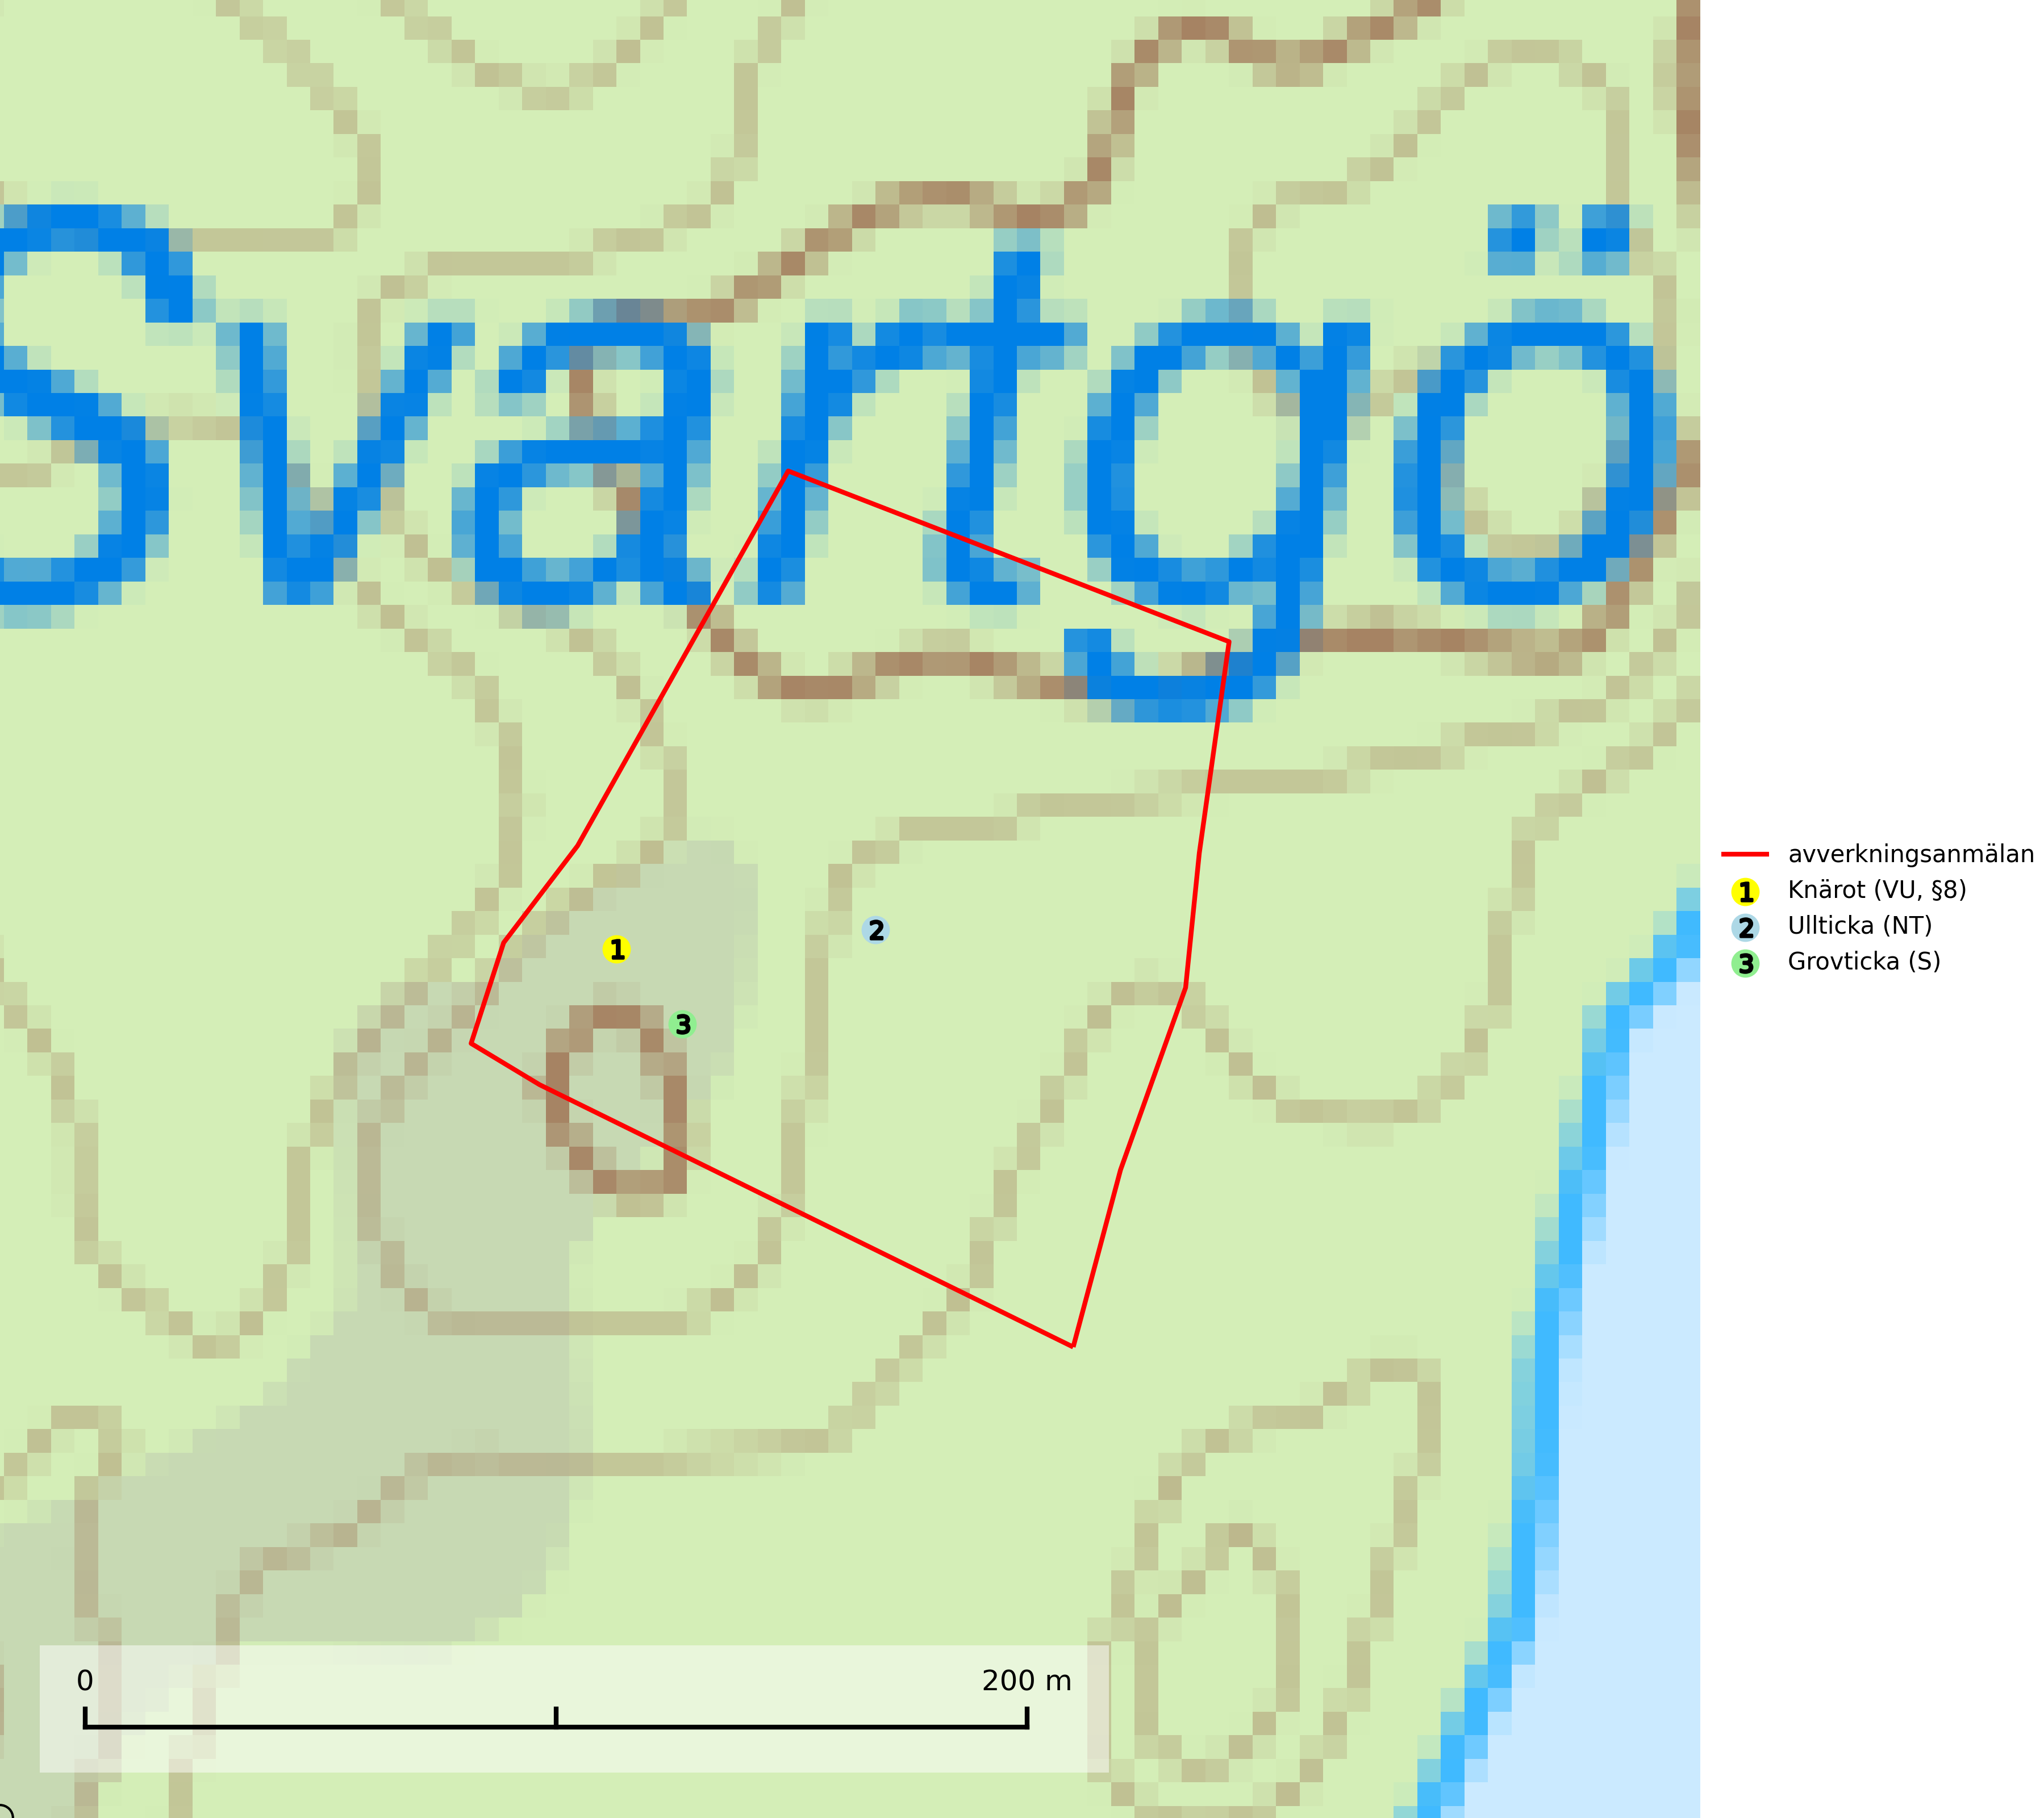 Svartgö
1
2
3
avverkningsanmälan
1 Knärot (VU, §8)
2 Ullticka (NT)
3 Grovticka (S)
0 200 m